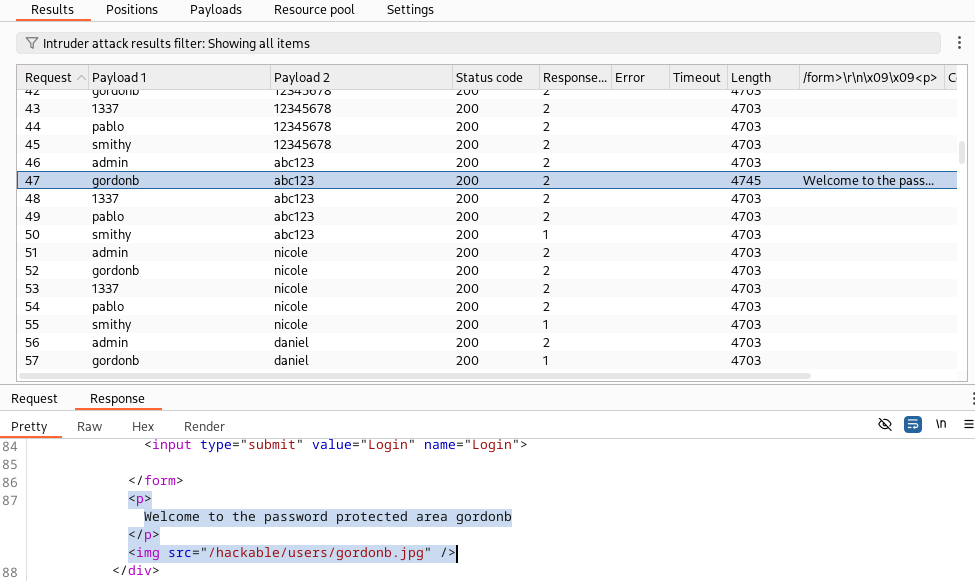 Results Positions Payloads Resource pool Settings
Intruder attack results filter: Showing all items
Request Payload 1 Payload 2 Status code Response... Error Timeout Length /form>\r\n\x09\x09<p> C
42 gordonb 12345678 200 2 4703
43 1337 12345678 200 2 4703
44 pablo 12345678 200 2 4703
45 smithy 12345678 200 2 4703
46 admin abc123 200 2 4703
47 gordonb abc123 200 2 4745 Welcome to the pass...
48 1337 abc123 200 2 4703
49 pablo abc123 200 2 4703
50 smithy abc123 200 1 4703
51 admin nicole 200 2 4703
52 gordonb nicole 200 2 4703
53 1337 nicole 200 2 4703
54 pablo nicole 200 2 4703
55 smithy nicole 200 1 4703
56 admin daniel 200 2 4703
57 gordonb daniel 200 1 4703
Request Response
Pretty Raw Hex Render \n
84 <input type="submit" value="Login" name="Login">
85
86 </form>
87 <p>
Welcome to the password protected area gordonb
</p>
<img src="/hackable/users/gordonb.jpg" />
88 </div>